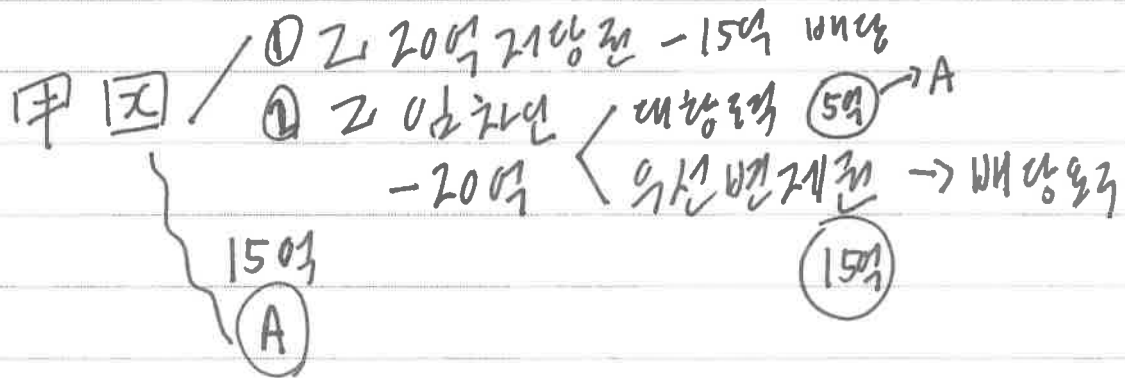 ① 乙 20억 저당권 - 15억 배당
甲 ② 乙 임차인 < 대항력 5억 → A
- 20억 우선변제권 → 배당요구
15억 15억
A